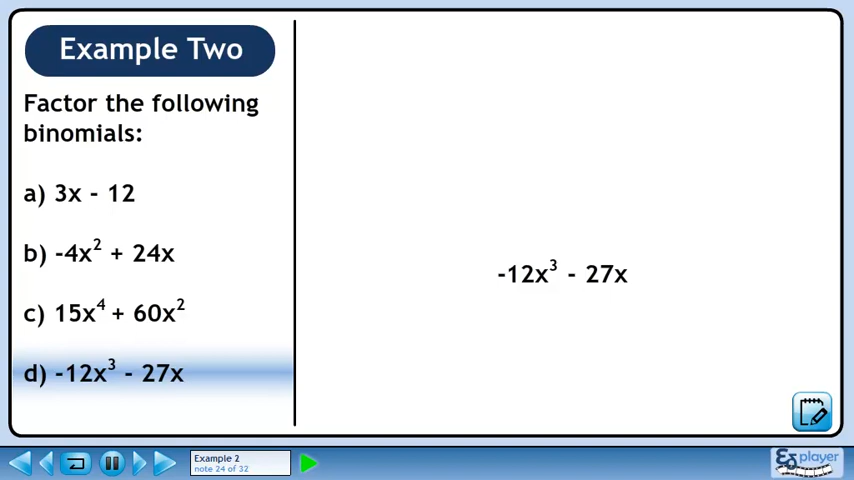 Example Two
Factor the following
binomials:
a) 3x - 12
b) -4x² + 24x
c) 15x⁴ + 60x²
d) -12x³ - 27x
-12x³ - 27x
Example 2
note 24 of 32
Ez player